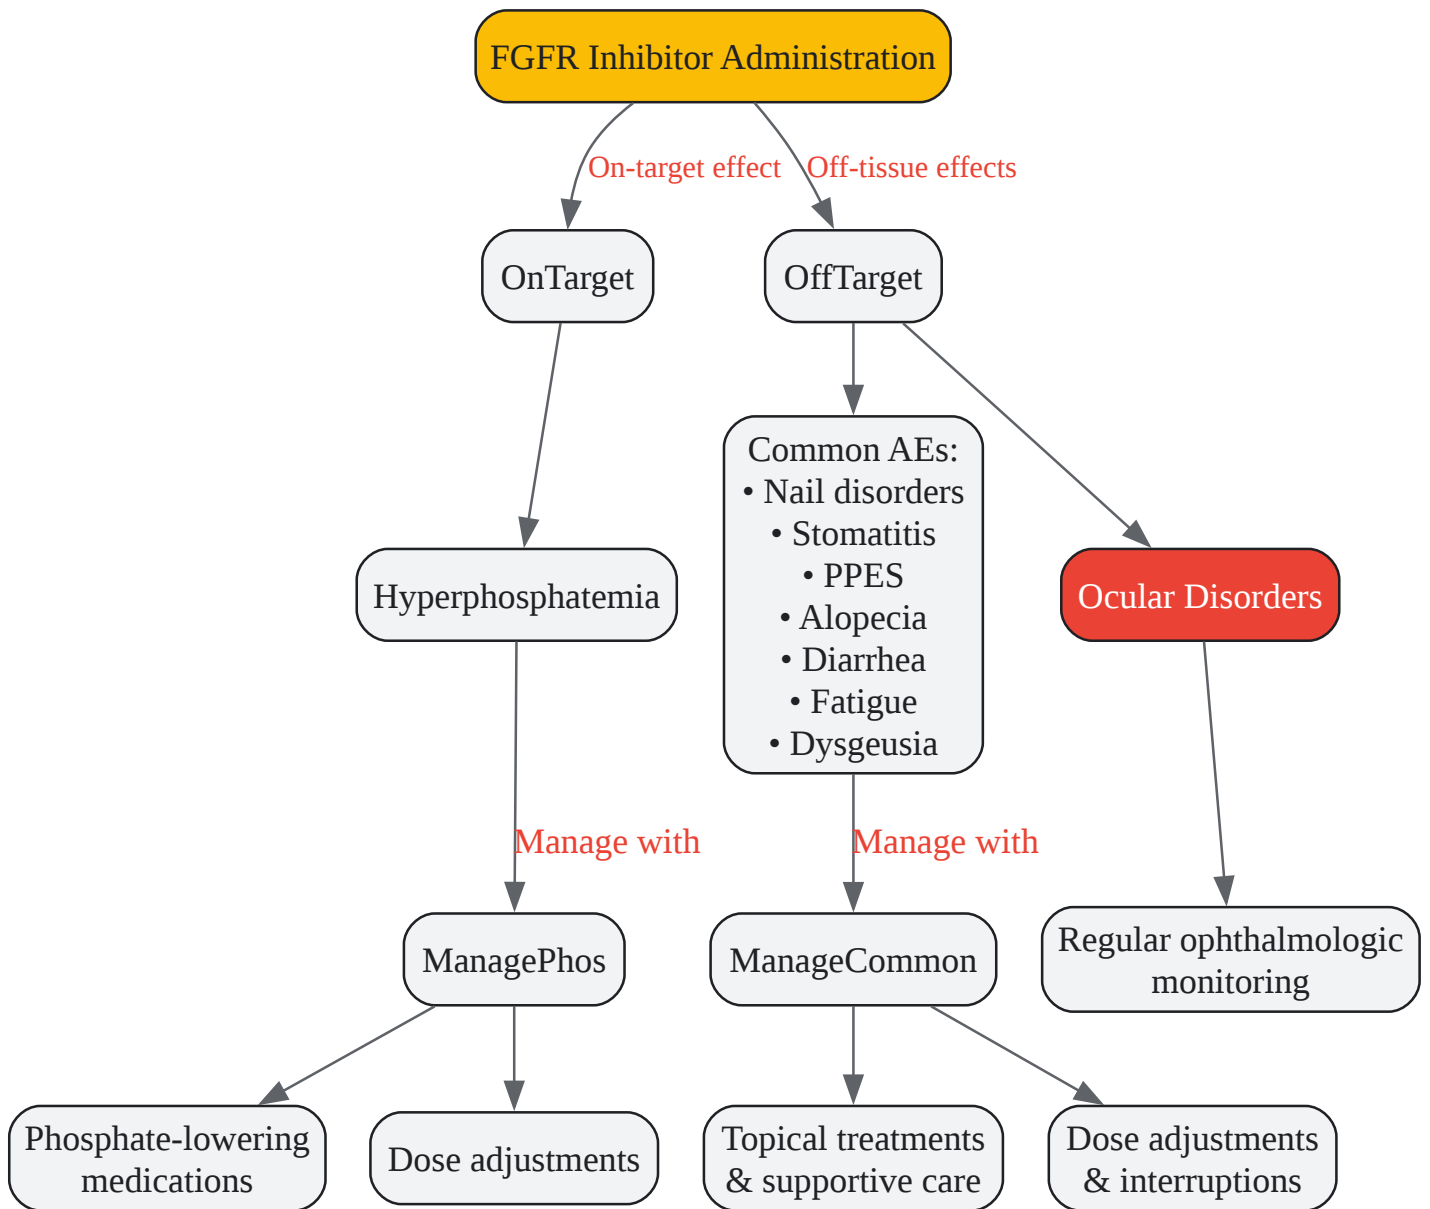 FGFR Inhibitor Administration
On-target effect
Off-tissue effects
OnTarget
OffTarget
Common AEs:
• Nail disorders
• Stomatitis
• PPES
• Alopecia
• Diarrhea
• Fatigue
• Dysgeusia
Hyperphosphatemia
Ocular Disorders
Manage with
Manage with
ManagePhos
ManageCommon
Regular ophthalmologic
monitoring
Phosphate-lowering
medications
Dose adjustments
Topical treatments
& supportive care
Dose adjustments
& interruptions